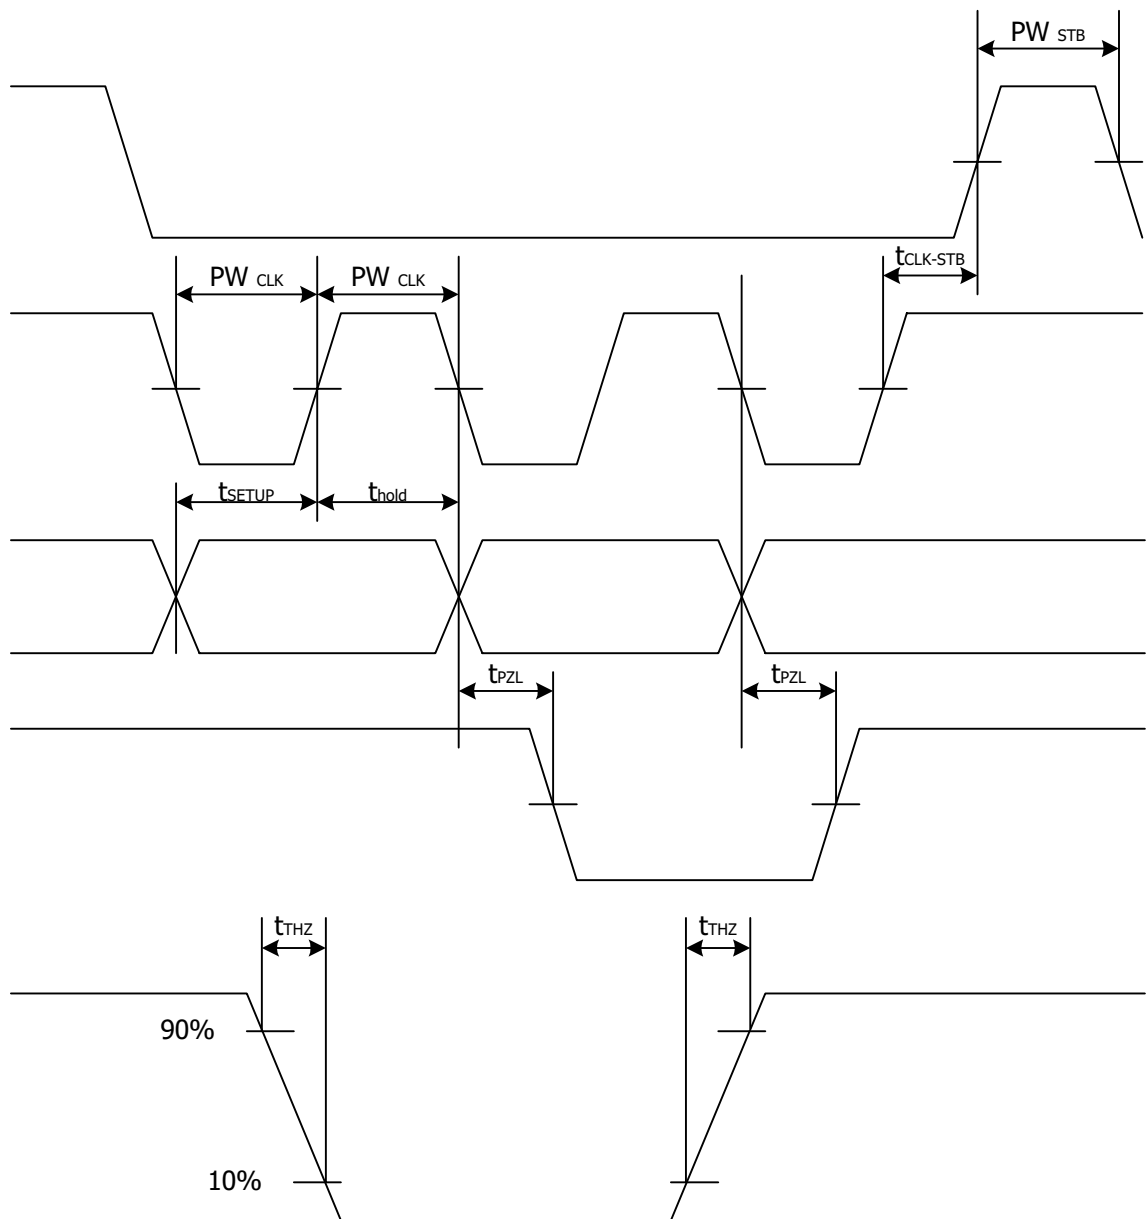 PW STB
tCLK-STB
PW CLK PW CLK
tSETUP thold
tPZL tPZL
tTHZ tTHZ
90%
10%